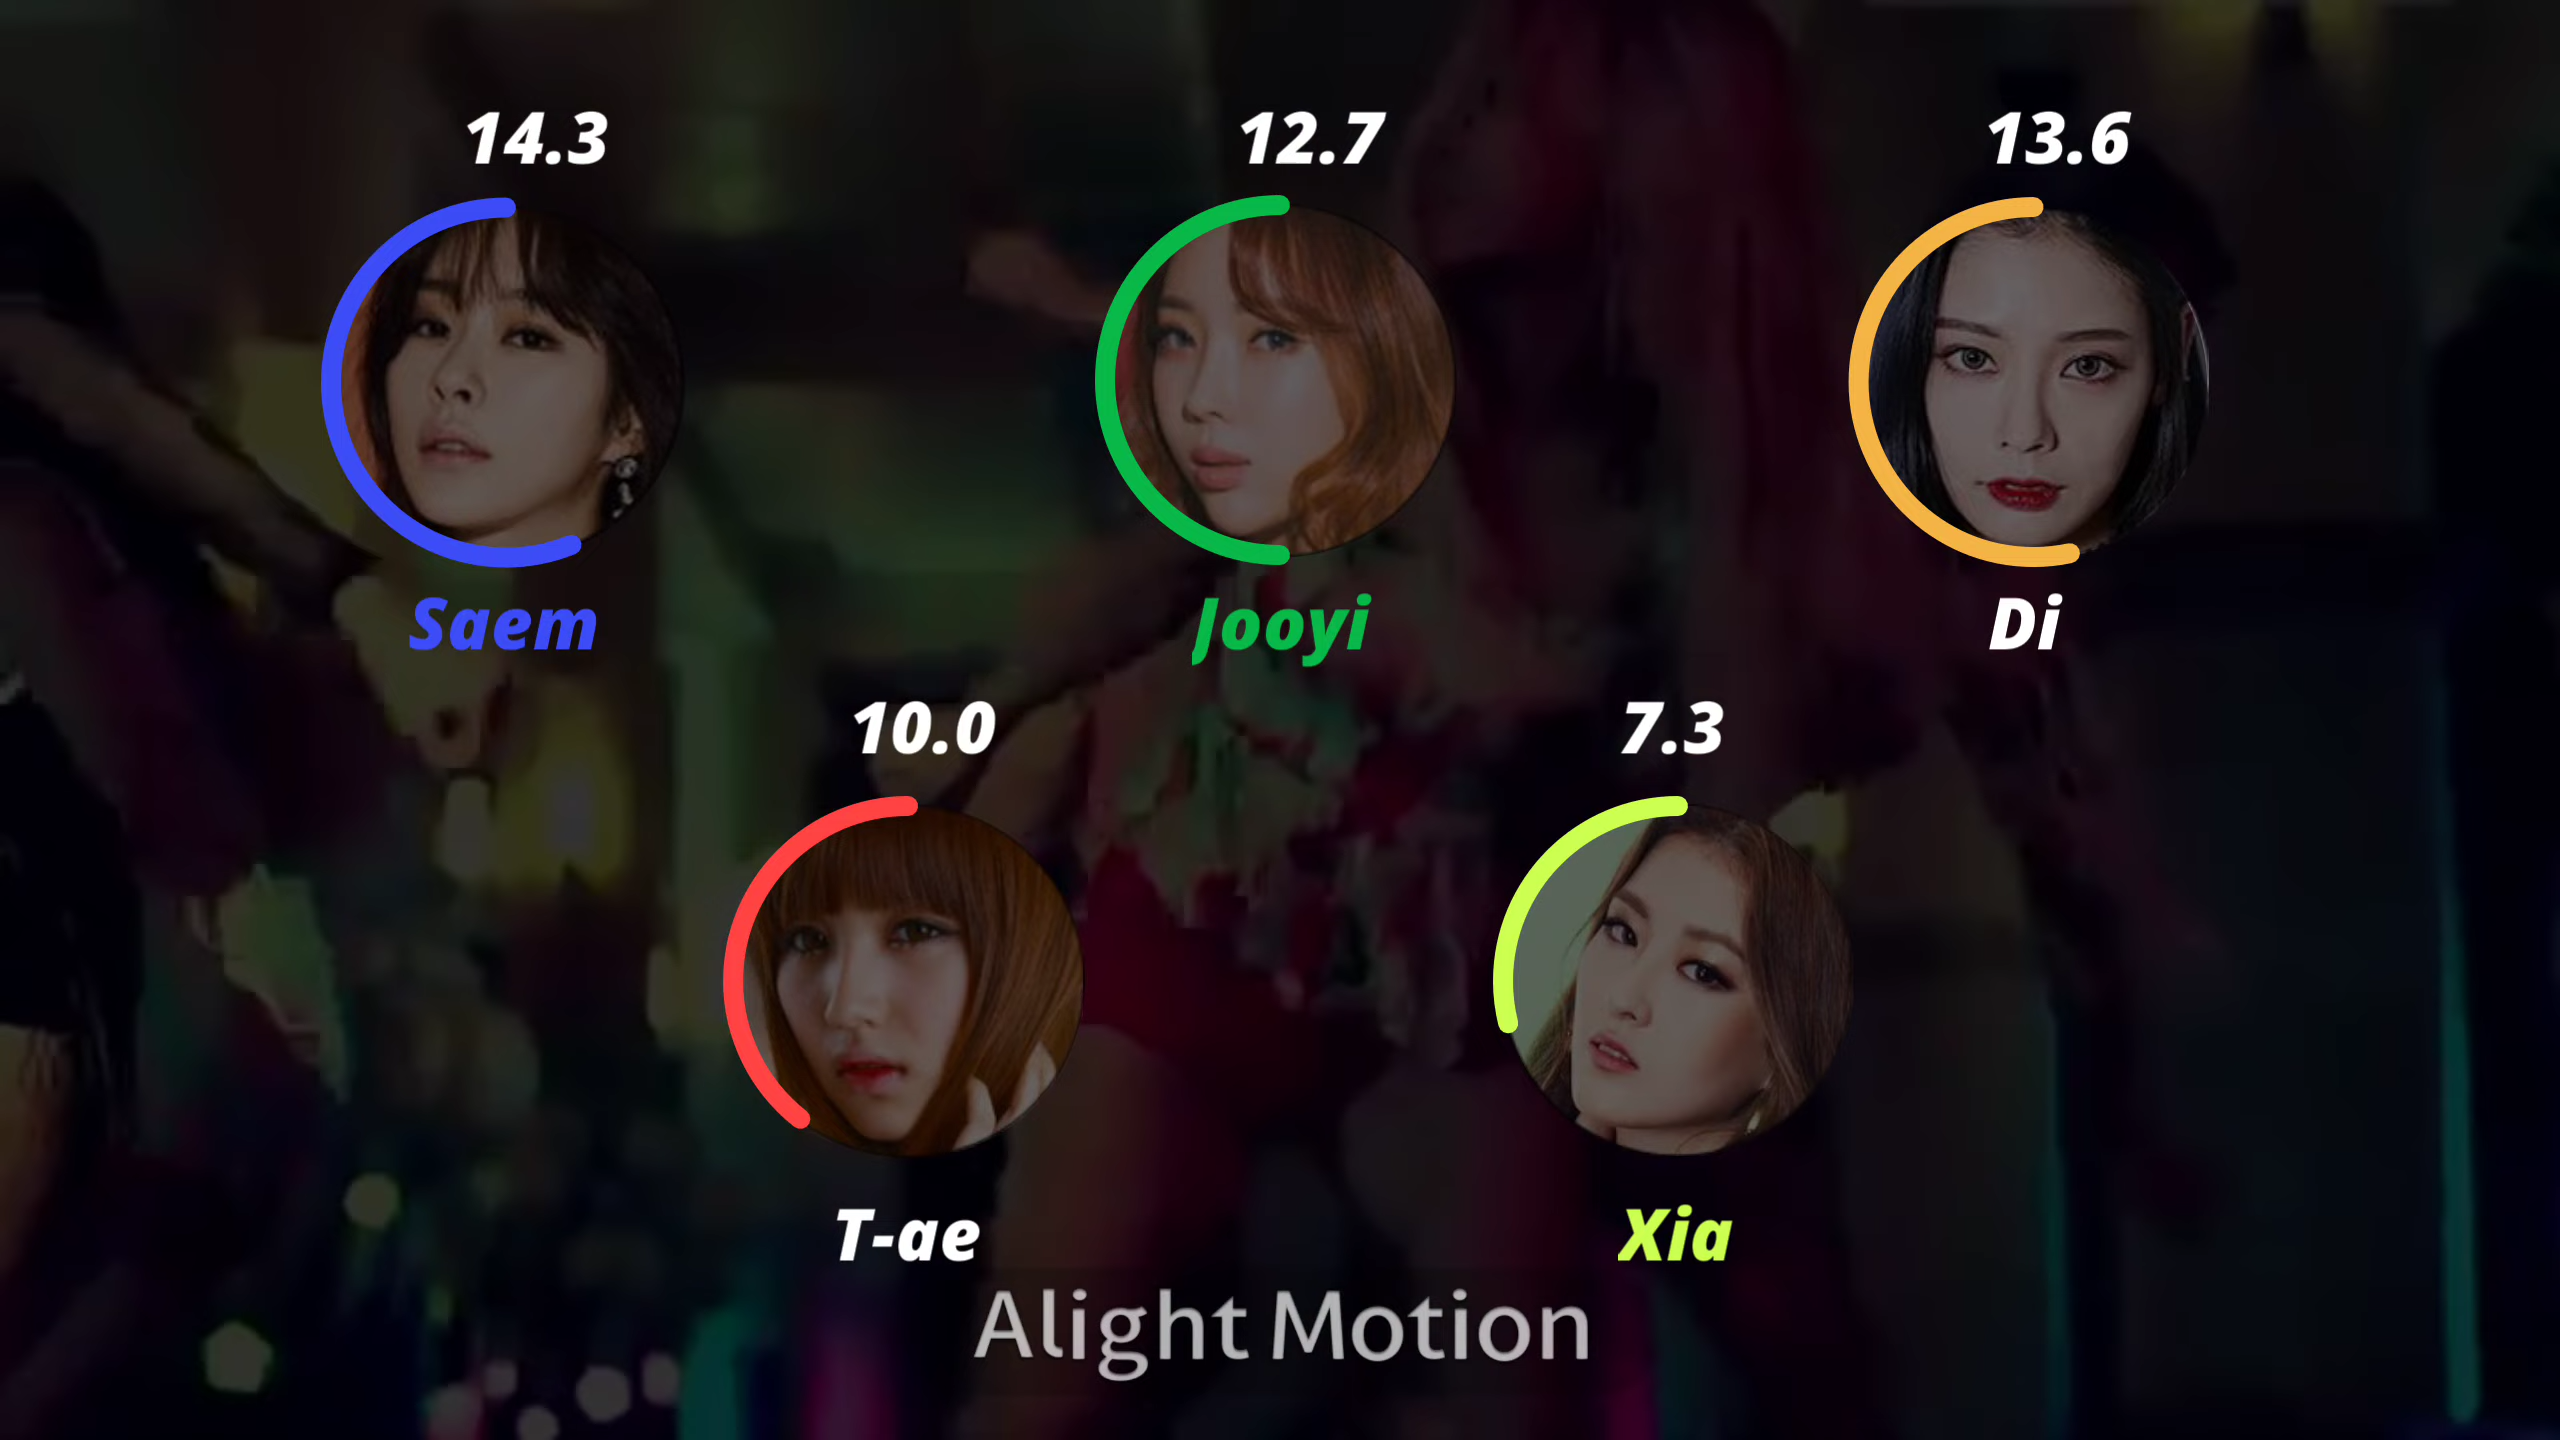 14.3 12.7 13.6
Saem Jooyi Di
10.0 7.3
T-ae Xia
Alight Motion